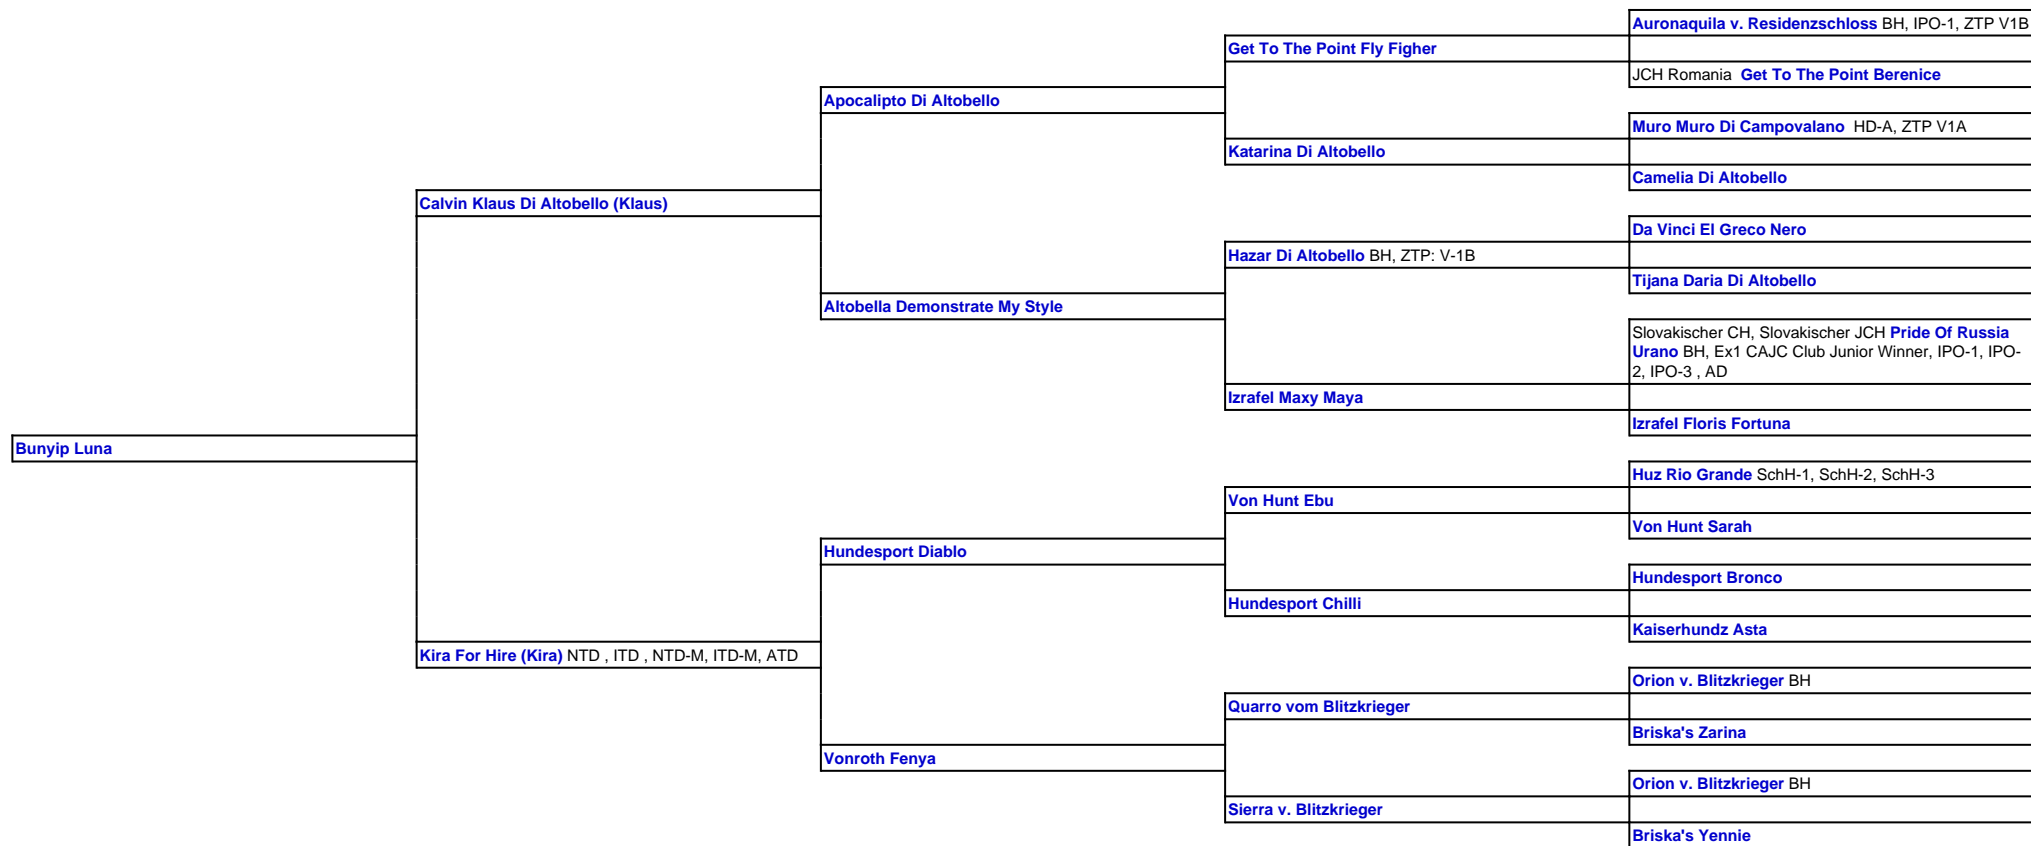 Auronaquila v. Residenzschloss BH, IPO-1, ZTP V1B
Get To The Point Fly Figher
JCH Romania  Get To The Point Berenice
Apocalipto Di Altobello
Muro Muro Di Campovalano  HD-A, ZTP V1A
Katarina Di Altobello
Camelia Di Altobello
Calvin Klaus Di Altobello (Klaus)
Da Vinci El Greco Nero
Hazar Di Altobello BH, ZTP: V-1B
Tijana Daria Di Altobello
Altobella Demonstrate My Style
Slovakischer CH, Slovakischer JCH Pride Of Russia
Urano BH, Ex1 CAJC Club Junior Winner, IPO-1, IPO-
2, IPO-3 , AD
Izrafel Maxy Maya
Izrafel Floris Fortuna
Bunyip Luna
Huz Rio Grande SchH-1, SchH-2, SchH-3
Von Hunt Ebu
Von Hunt Sarah
Hundesport Diablo
Hundesport Bronco
Hundesport Chilli
Kaiserhundz Asta
Kira For Hire (Kira) NTD , ITD , NTD-M, ITD-M, ATD
Orion v. Blitzkrieger BH
Quarro vom Blitzkrieger
Briska's Zarina
Vonroth Fenya
Orion v. Blitzkrieger BH
Sierra v. Blitzkrieger
Briska's Yennie